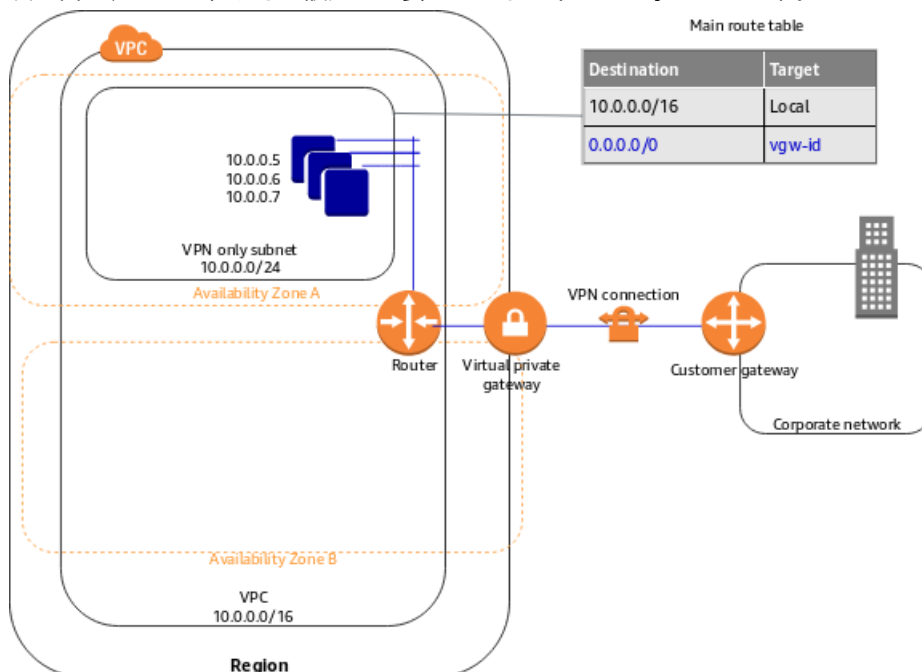 Main route table
VPC
Destination Target
10.0.0.0/16 Local
0.0.0.0/0 vgw-id
10.0.0.5
10.0.0.6
10.0.0.7
VPN only subnet
10.0.0.0/24
Availability Zone A
VPN connection
Router
Virtual private
gateway
Customer gateway
Corporate network
Availability Zone B
VPC
10.0.0.0/16
Region